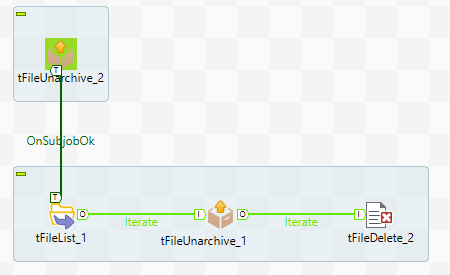 tFileUnarchive_2
T
OnSubjobOk
T
O
Iterate
I
O
Iterate
I
tFileList_1
tFileUnarchive_1
tFileDelete_2